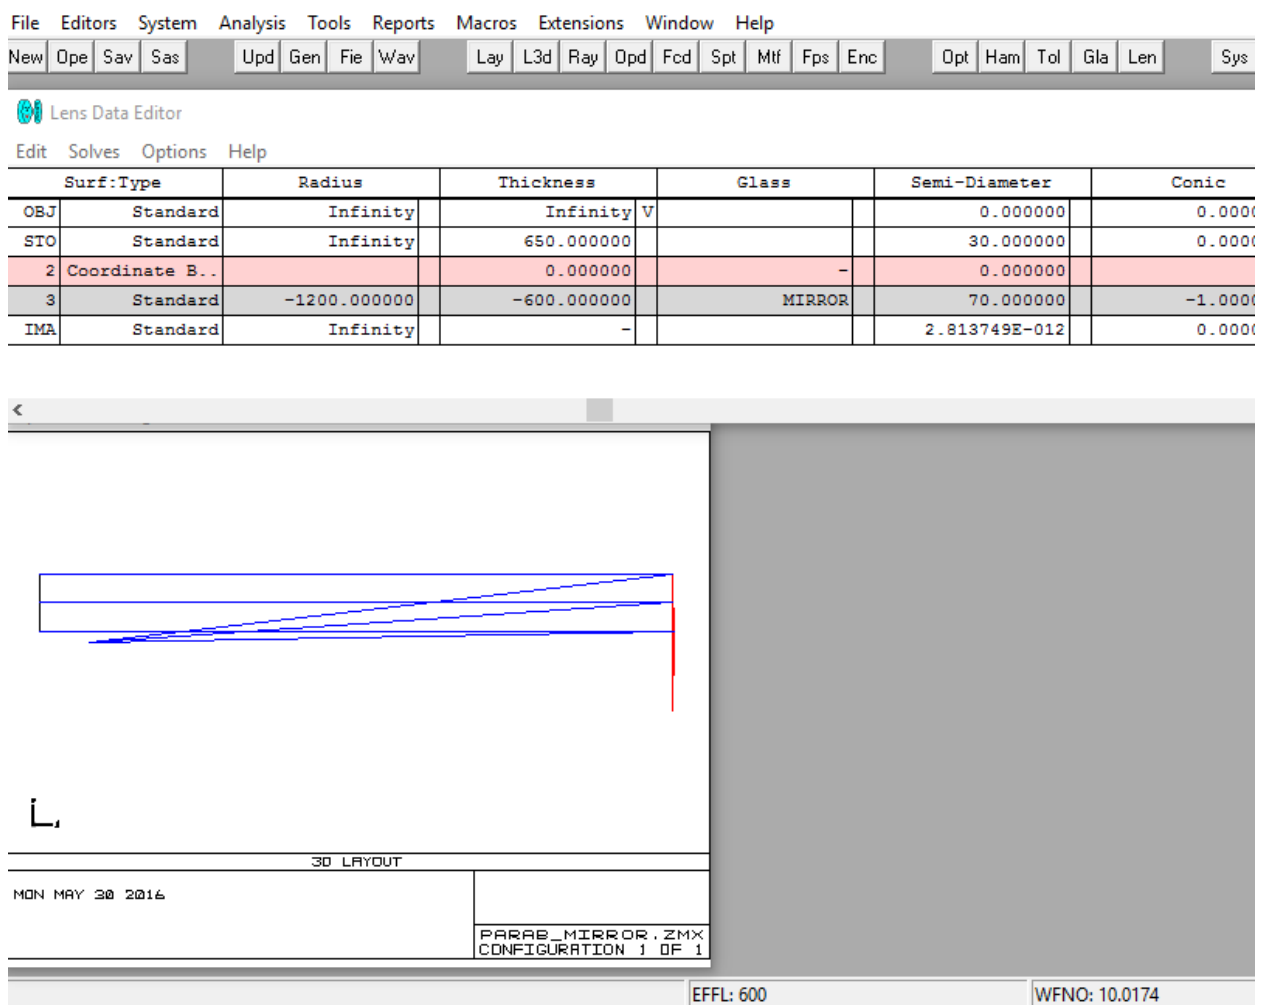 File Editors System Analysis Tools Reports Macros Extensions Window Help
New Ope Sav Sas Upd Gen Fie Wav Lay L3d Ray Opd Fcd Spt Mtf Fps Enc Opt Ham Tol Gla Len Sys
Lens Data Editor
Edit Solves Options Help
Surf:Type Radius Thickness Glass Semi-Diameter Conic
OBJ Standard Infinity Infinity V 0.000000 0.0000
STO Standard Infinity 650.000000 30.000000 0.0000
2 Coordinate B.. 0.000000 - 0.000000
3 Standard -1200.000000 -600.000000 MIRROR 70.000000 -1.0000
IMA Standard Infinity - 2.813749E-012 0.0000
3D LAYOUT
MON MAY 30 2016
PARAB_MIRROR.ZMX
CONFIGURATION 1 OF 1
EFFL: 600 WFNO: 10.0174